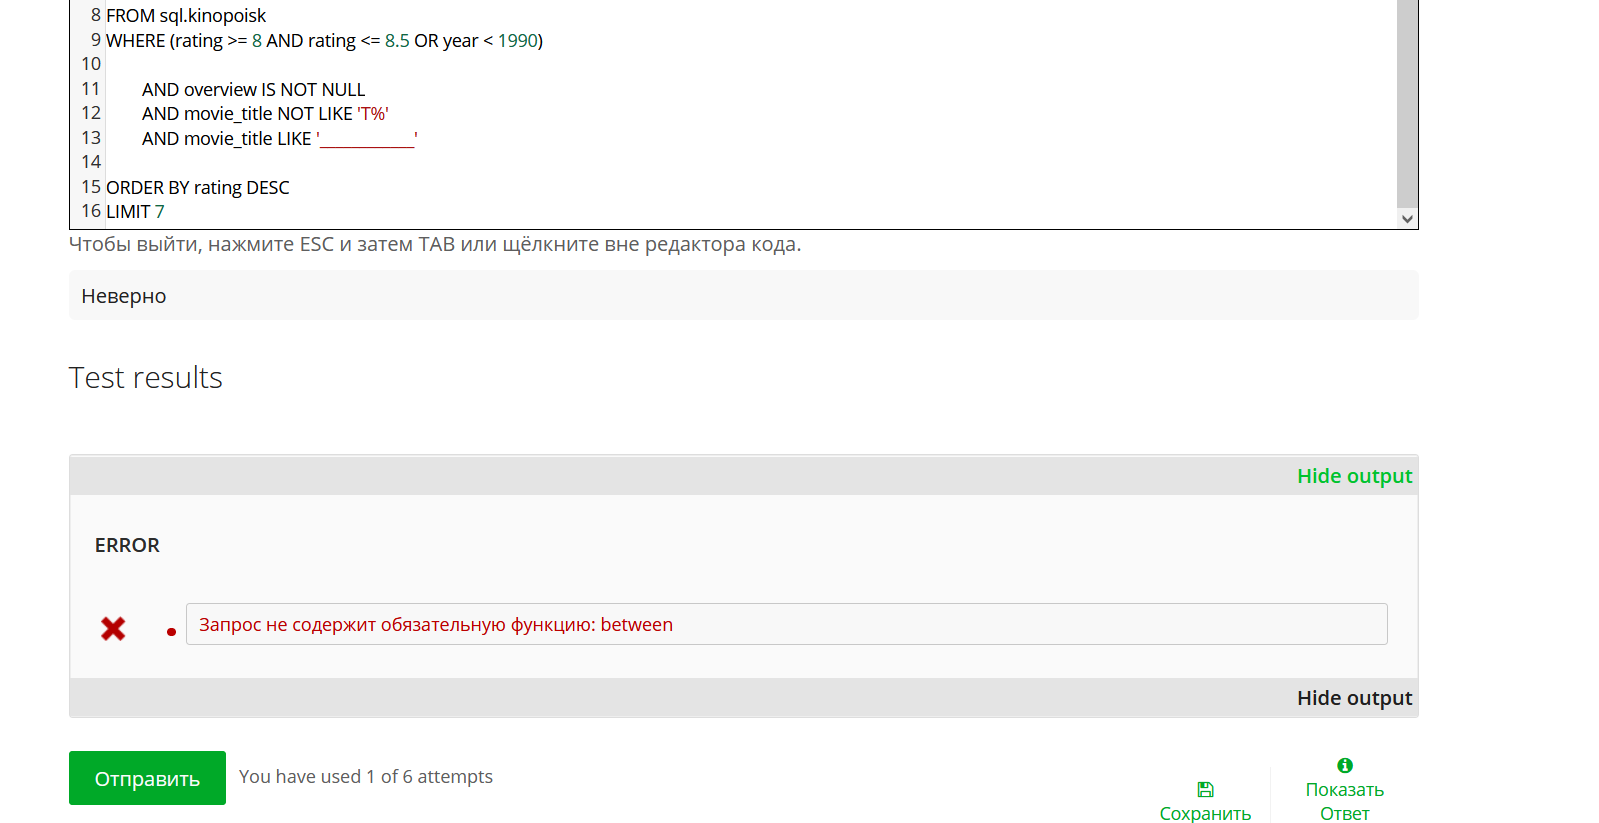 8 FROM sql.kinopoisk
9 WHERE (rating >= 8 AND rating <= 8.5 OR year < 1990)
10
11 AND overview IS NOT NULL
12 AND movie_title NOT LIKE 'T%'
13 AND movie_title LIKE '____________'
14
15 ORDER BY rating DESC
16 LIMIT 7
Чтобы выйти, нажмите ESC и затем TAB или щёлкните вне редактора кода.
Неверно
Test results
Hide output
ERROR
Запрос не содержит обязательную функцию: between
Hide output
Отправить
You have used 1 of 6 attempts
Сохранить
Показать
Ответ